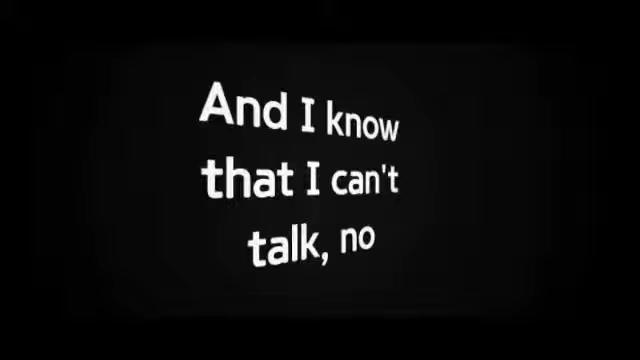 And I know
that I can't
talk, no